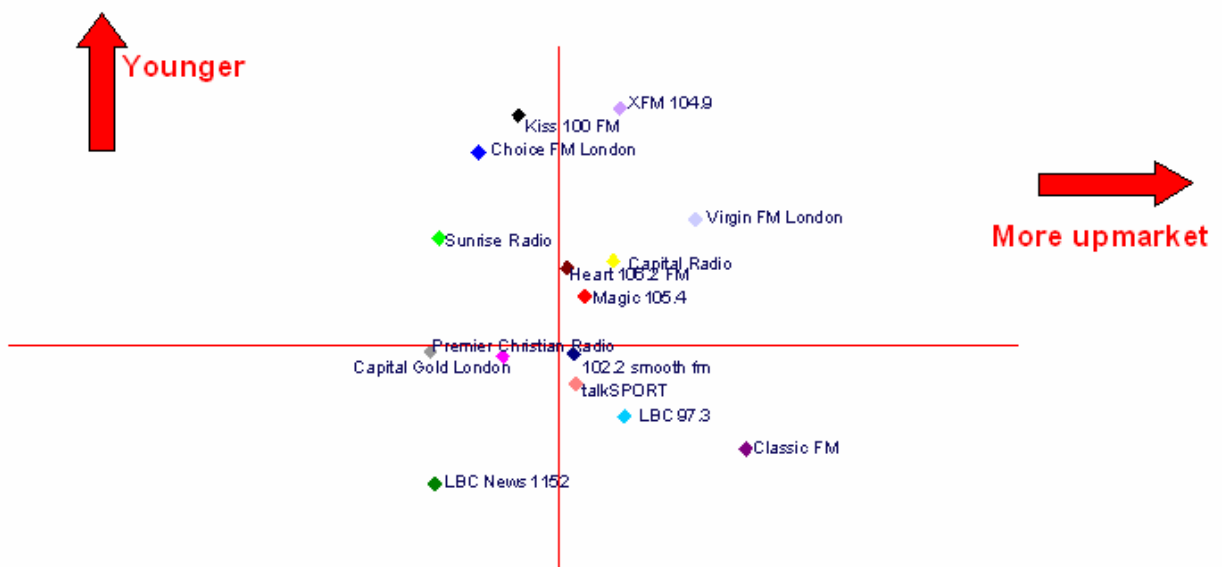 Younger
XFM 104.9
Kiss 100 FM
Choice FM London
Virgin FM London
More upmarket
Sunrise Radio
Capital Radio
Heart 106.2 FM
Magic 105.4
Premier Christian Radio
Capital Gold London
102.2 smooth fm
talkSPORT
LBC 97.3
Classic FM
LBC News 1152